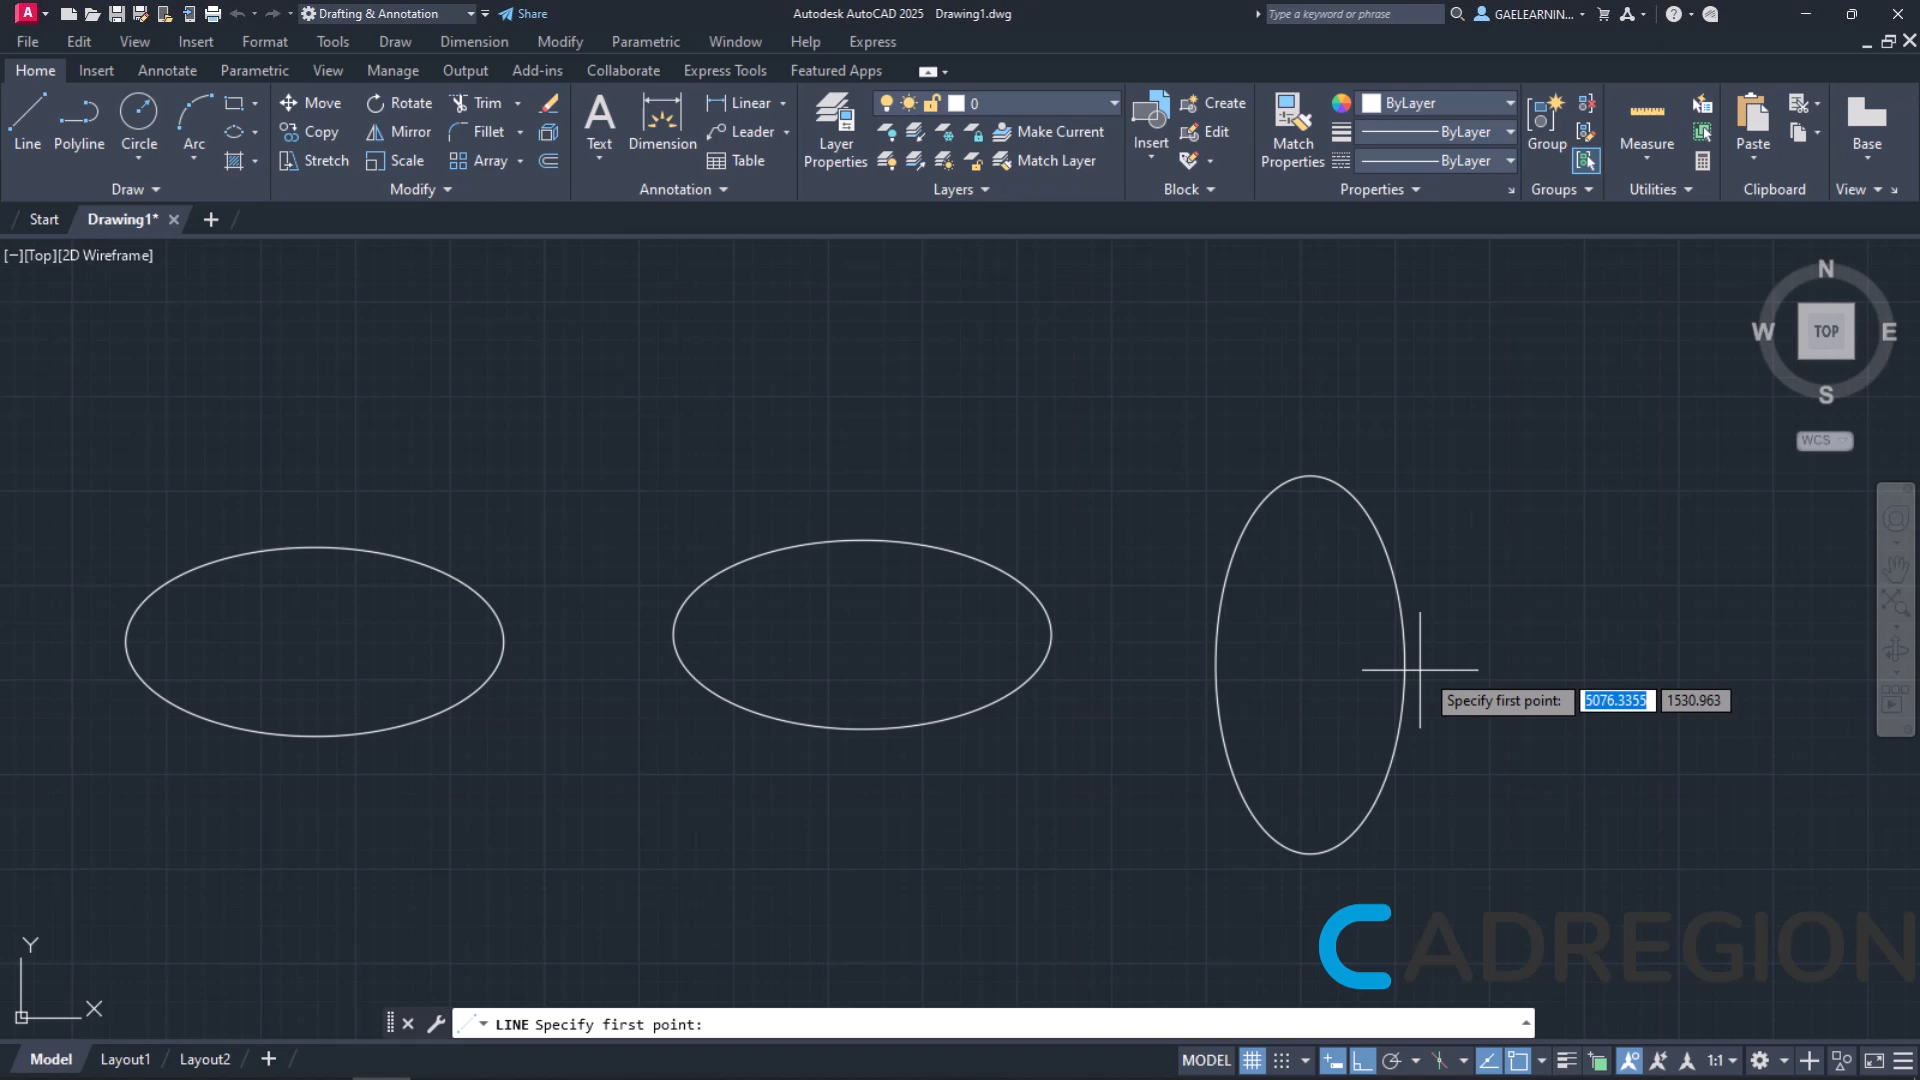 Drafting & Annotation
Share
Autodesk AutoCAD 2025 Drawing1.dwg
Type a keyword or phrase
GAELEARNIN...
File Edit View Insert Format Tools Draw Dimension Modify Parametric Window Help Express
Home Insert Annotate Parametric View Manage Output Add-ins Collaborate Express Tools Featured Apps
Line Polyline Circle Arc
Draw
Move Rotate Trim
Copy Mirror Fillet
Stretch Scale Array
Modify
Text Dimension
Linear
Leader
Table
Annotation
Layer Properties
0
Make Current
Match Layer
Layers
Insert
Create
Edit
Block
Match Properties
ByLayer
ByLayer
ByLayer
Properties
Group
Groups
Measure
Utilities
Paste
Clipboard
Base
View
Start Drawing1*
[−][Top][2D Wireframe]
N
W TOP E
S
WCS
Specify first point: 5076.3355 1530.963
CADREGION
Y
X
LINE Specify first point:
Model Layout1 Layout2
MODEL
1:1